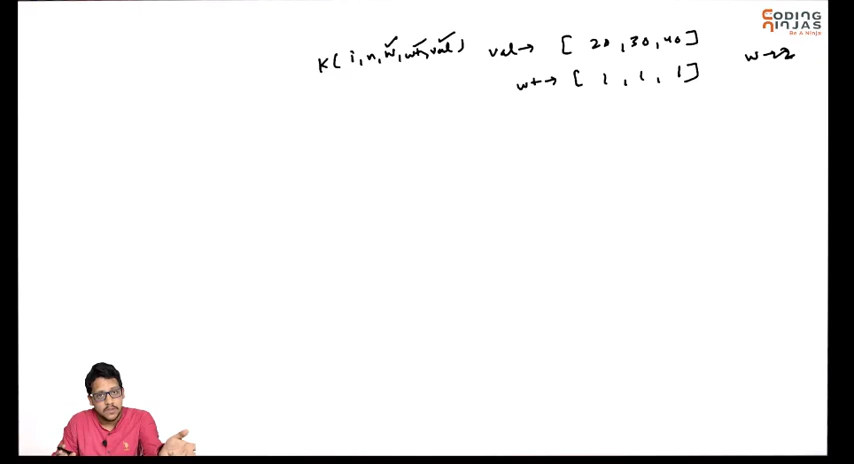 CODING
NINJAS
Be A Ninja
K( i, n, w, wt, val) val→ [ 20, 30, 40 ] w→2
wt→ [ 1, 1, 1 ]